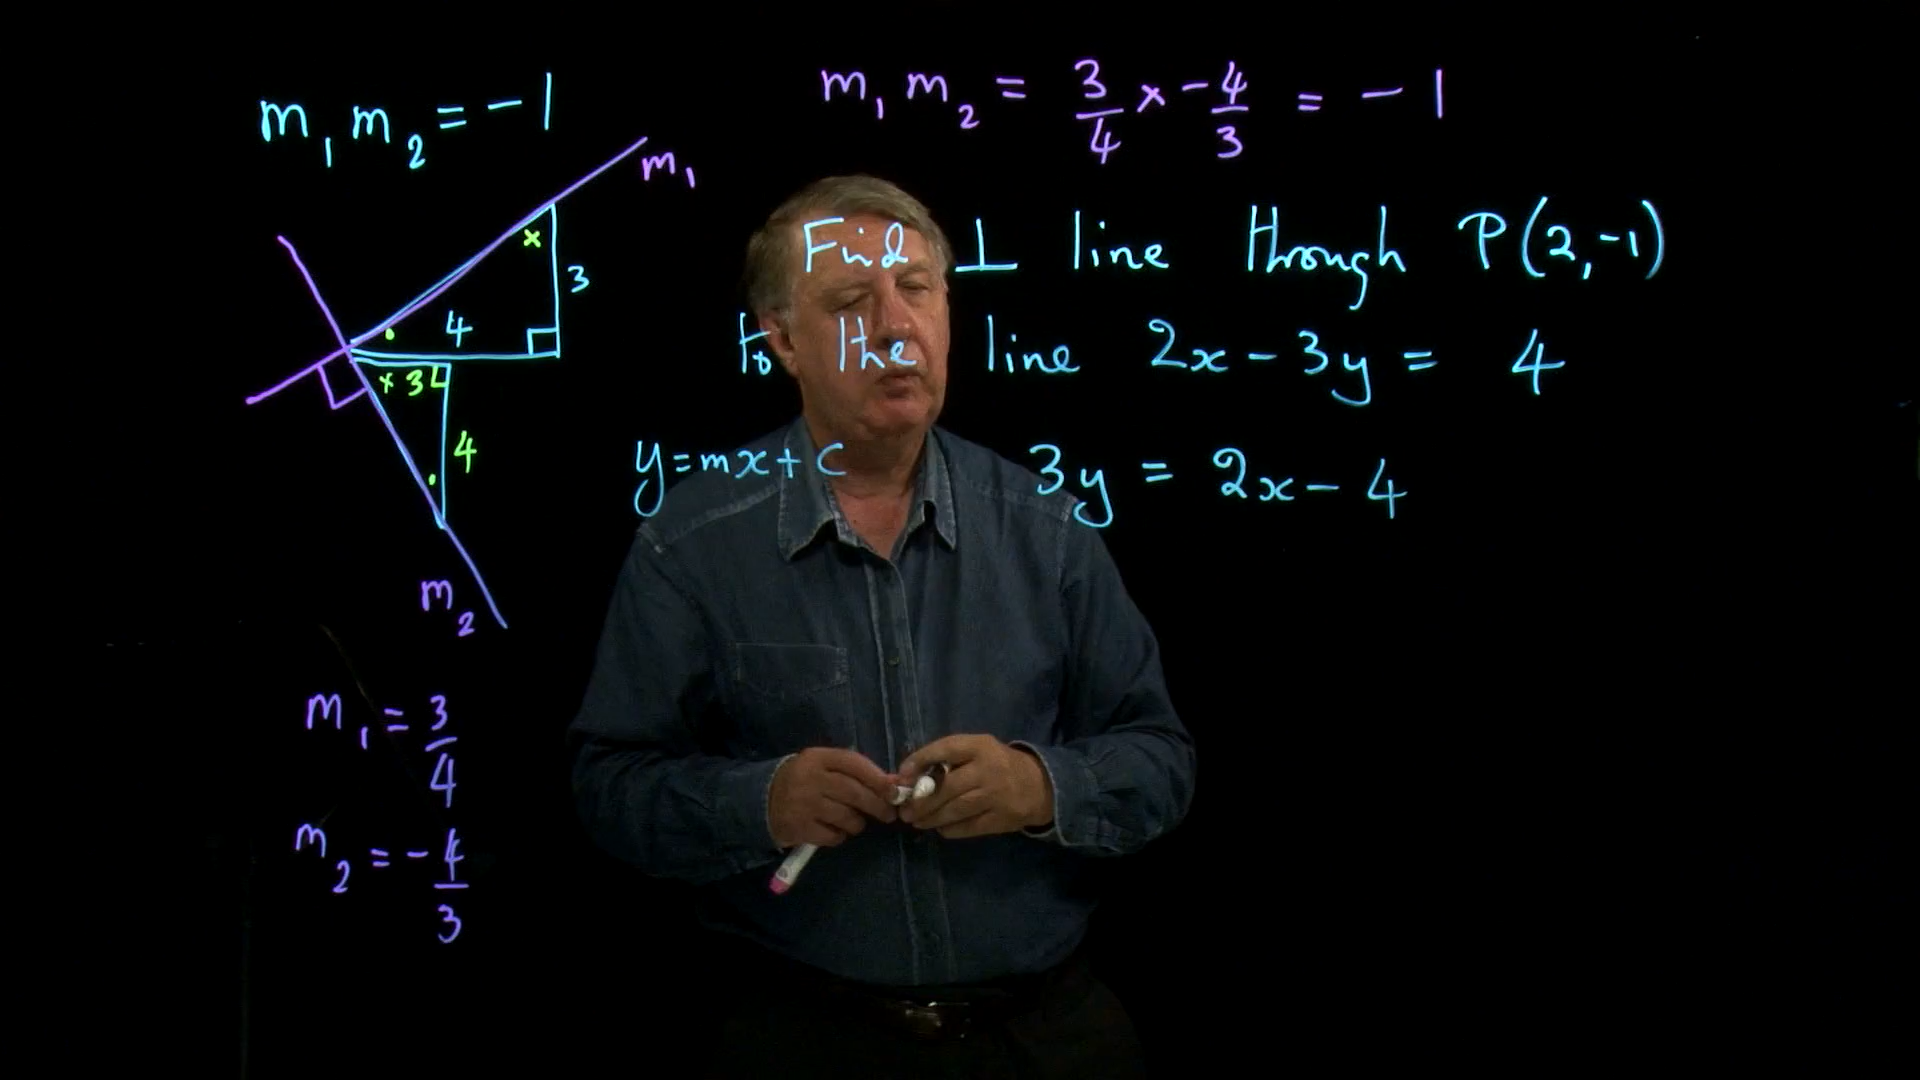 m₁ m₂ = -1
m₁ m₂ = 3/4 x -4/3 = -1
m₁
x
3
4
Find ⊥ line through P(2,-1)
to the line 2x - 3y = 4
x 3
4
y = mx + c
3y = 2x - 4
m₂
m₁ = 3/4
m₂ = -4/3